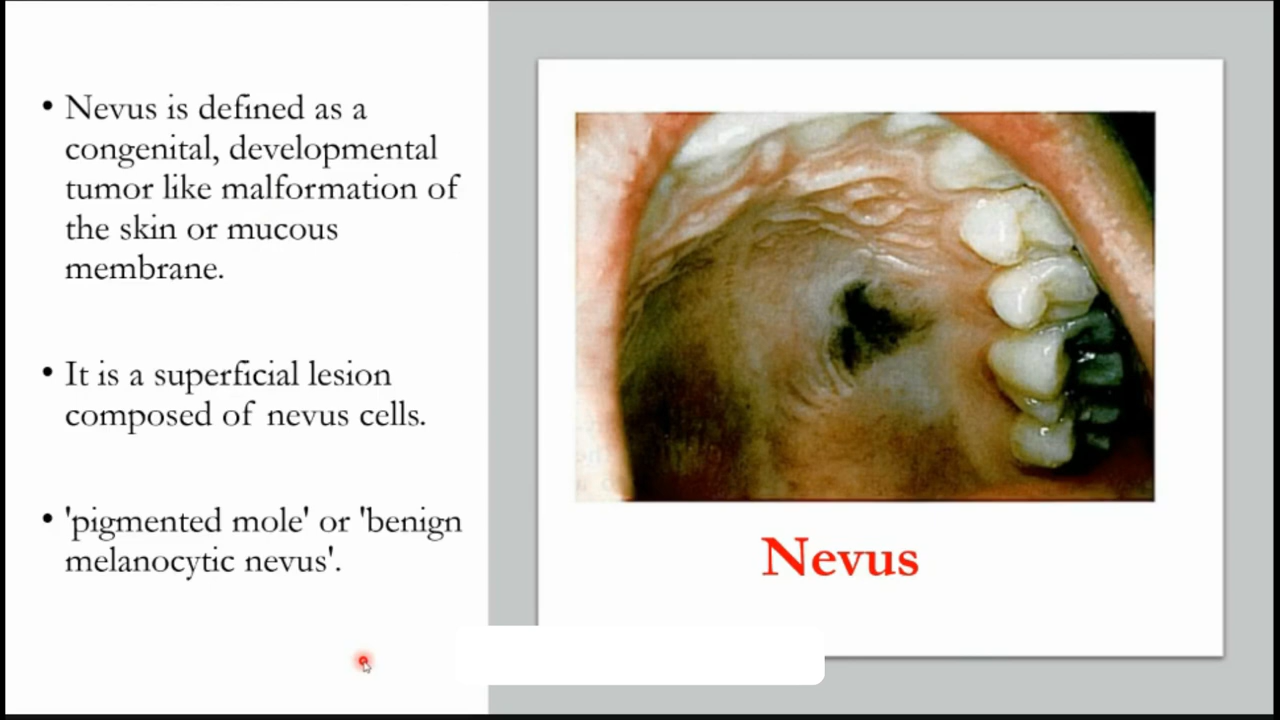 • Nevus is defined as a
congenital, developmental
tumor like malformation of
the skin or mucous
membrane.
• It is a superficial lesion
composed of nevus cells.
• 'pigmented mole' or 'benign
melanocytic nevus'.
Nevus